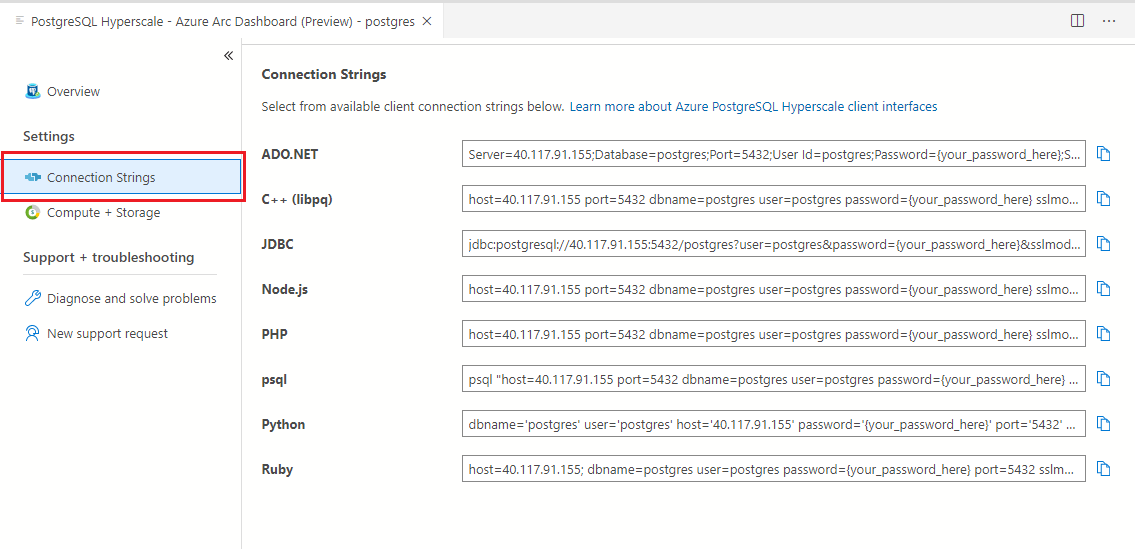 PostgreSQL Hyperscale - Azure Arc Dashboard (Preview) - postgres
Overview
Settings
Connection Strings
Compute + Storage
Support + troubleshooting
Diagnose and solve problems
New support request
Connection Strings
Select from available client connection strings below. Learn more about Azure PostgreSQL Hyperscale client interfaces
ADO.NET Server=40.117.91.155;Database=postgres;Port=5432;User Id=postgres;Password={your_password_here};S...
C++ (libpq) host=40.117.91.155 port=5432 dbname=postgres user=postgres password={your_password_here} sslmo...
JDBC jdbc:postgresql://40.117.91.155:5432/postgres?user=postgres&password={your_password_here}&sslmod...
Node.js host=40.117.91.155 port=5432 dbname=postgres user=postgres password={your_password_here} sslmo...
PHP host=40.117.91.155 port=5432 dbname=postgres user=postgres password={your_password_here} sslmo...
psql psql "host=40.117.91.155 port=5432 dbname=postgres user=postgres password={your_password_here} ...
Python dbname='postgres' user='postgres' host='40.117.91.155' password='{your_password_here}' port='5432' ...
Ruby host=40.117.91.155; dbname=postgres user=postgres password={your_password_here} port=5432 sslm...